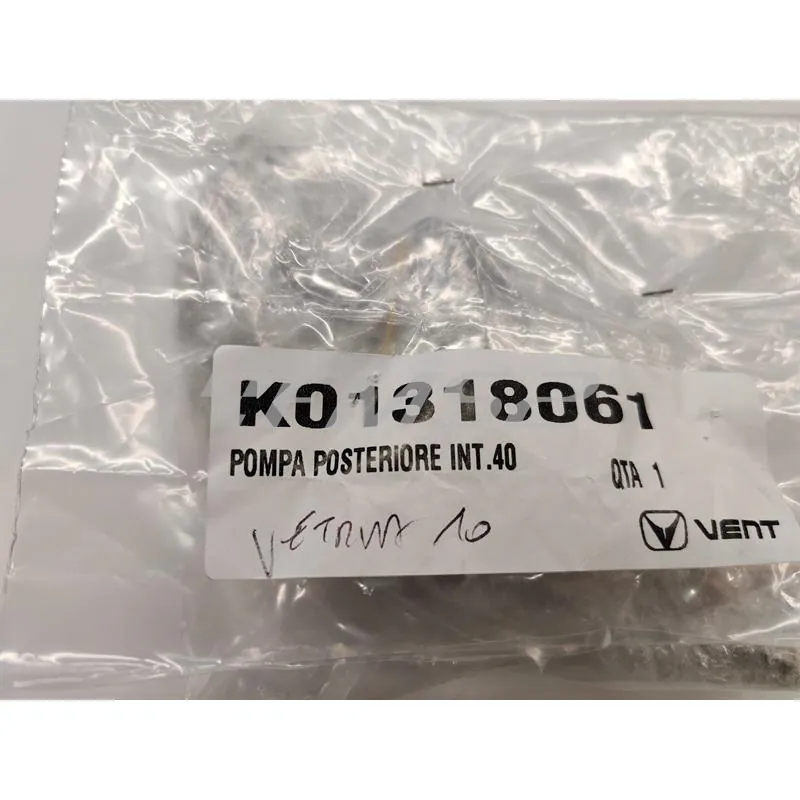 K01318061
POMPA POSTERIORE INT.40
QTA 1
VETRINA 10
VENT